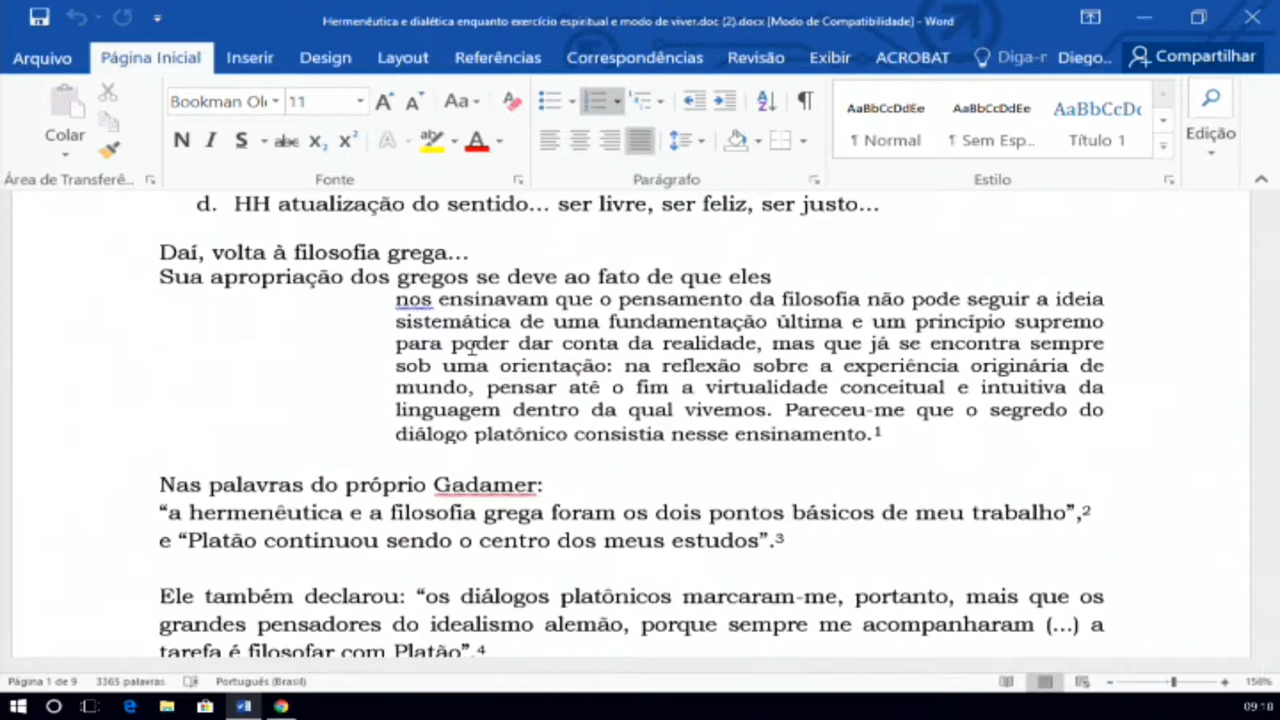 Hermenêutica e dialética enquanto exercício espiritual e modo de viver.doc (2).docx [Modo de Compatibilidade] - Word
Arquivo Página Inicial Inserir Design Layout Referências Correspondências Revisão Exibir ACROBAT Diga-r Diego... Compartilhar
Bookman Ol 11 A A Aa AaBbCcDdEe AaBbCcDdEe AaBbCcDc
Colar N I S abc X₂ X² A A ¶ Normal ¶ Sem Esp... Título 1 Edição
Área de Transferê... Fonte Parágrafo Estilo
d. HH atualização do sentido... ser livre, ser feliz, ser justo...
Daí, volta à filosofia grega...
Sua apropriação dos gregos se deve ao fato de que eles
nos ensinavam que o pensamento da filosofia não pode seguir a ideia
sistemática de uma fundamentação última e um princípio supremo
para poder dar conta da realidade, mas que já se encontra sempre
sob uma orientação: na reflexão sobre a experiência originária de
mundo, pensar até o fim a virtualidade conceitual e intuitiva da
linguagem dentro da qual vivemos. Pareceu-me que o segredo do
diálogo platônico consistia nesse ensinamento.¹
Nas palavras do próprio Gadamer:
“a hermenêutica e a filosofia grega foram os dois pontos básicos de meu trabalho”,²
e “Platão continuou sendo o centro dos meus estudos”.³
Ele também declarou: “os diálogos platônicos marcaram-me, portanto, mais que os
grandes pensadores do idealismo alemão, porque sempre me acompanharam (...) a
tarefa é filosofar com Platão”.⁴
Página 1 de 9 3365 palavras Português (Brasil) 156%
09:18